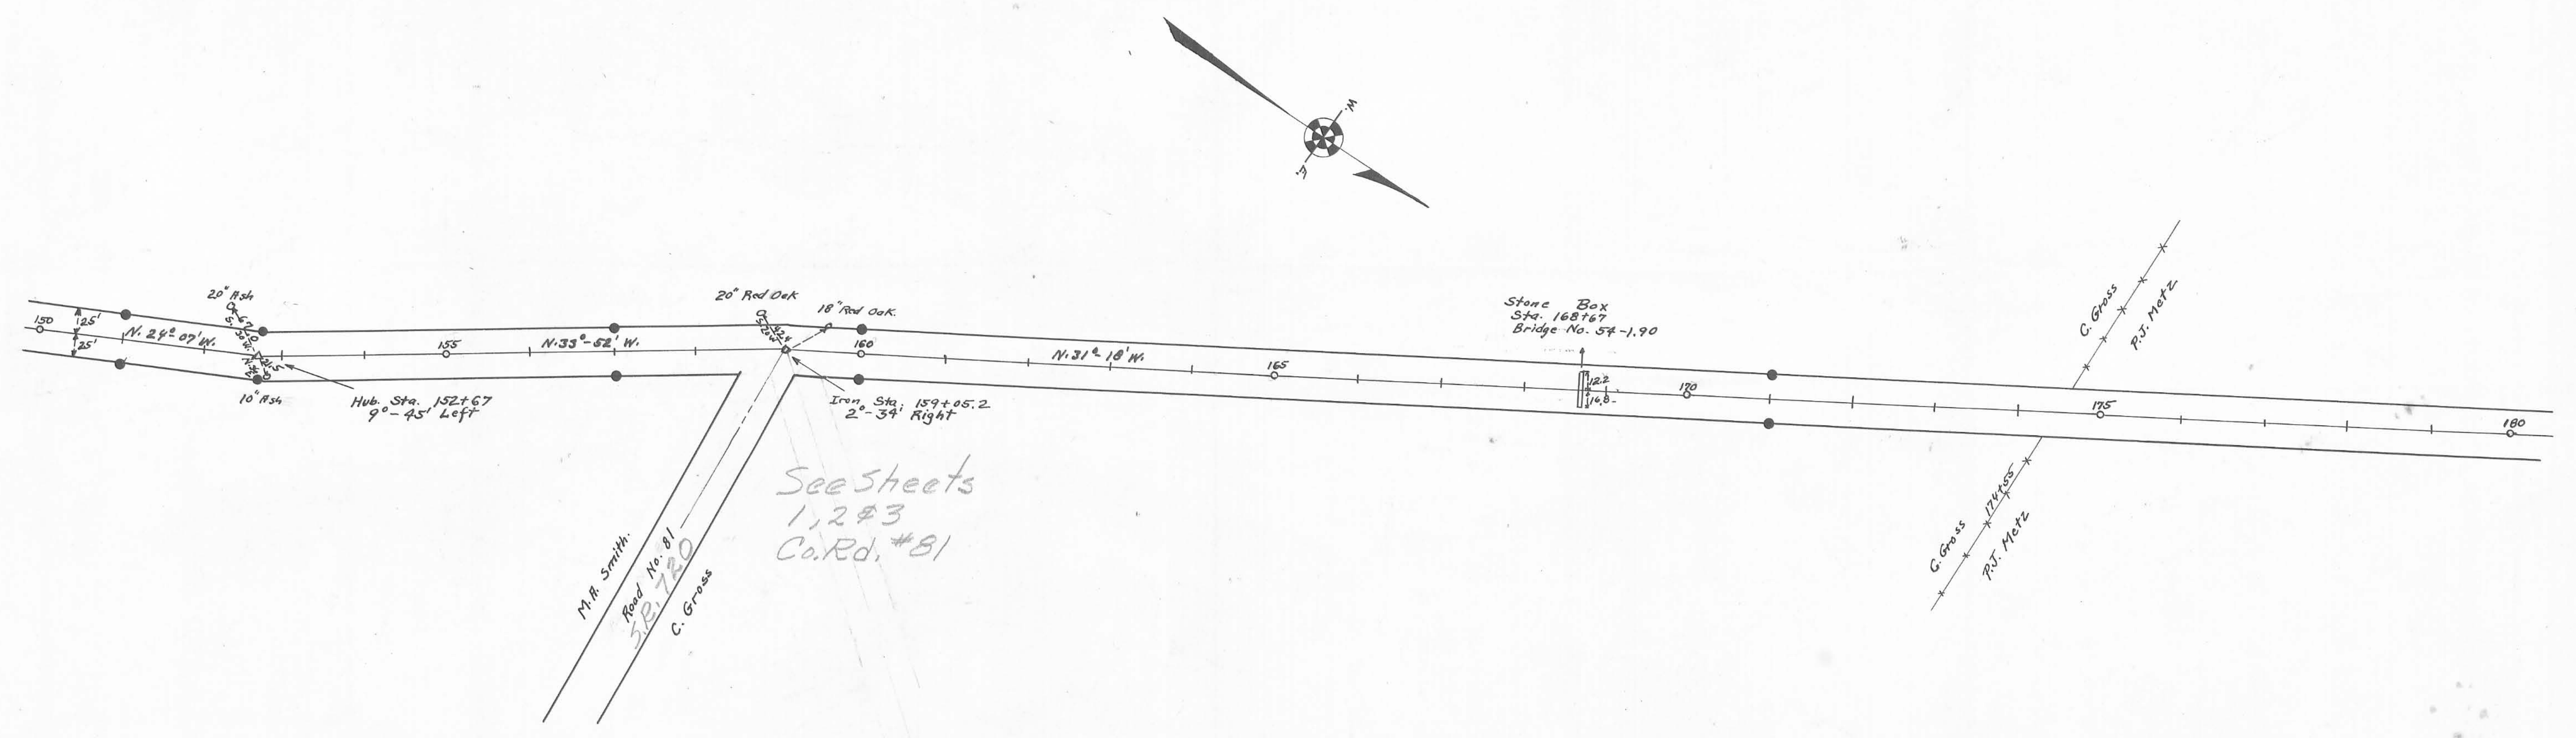 W.
E.
150
25'
25'
N. 24°-07' W.
20" Ash
10" Ash
Hub. Sta. 152+67
9°-45' Left
155
N.33°-52' W.
20" Red Oak
18" Red Oak.
160
Iron. Sta. 159+05.2
2°-34' Right
N.31°-18' W.
165
Stone Box
Sta. 168+67
Bridge No. 54-1.90
12.2
16.8
170
175
180
C. Gross
P.J. Metz
C. Gross 174+55
P.J. Metz
M.A. Smith.
Road No. 81
S.R. 720
C. Gross
See Sheets
1, 2 & 3
Co. Rd. #81